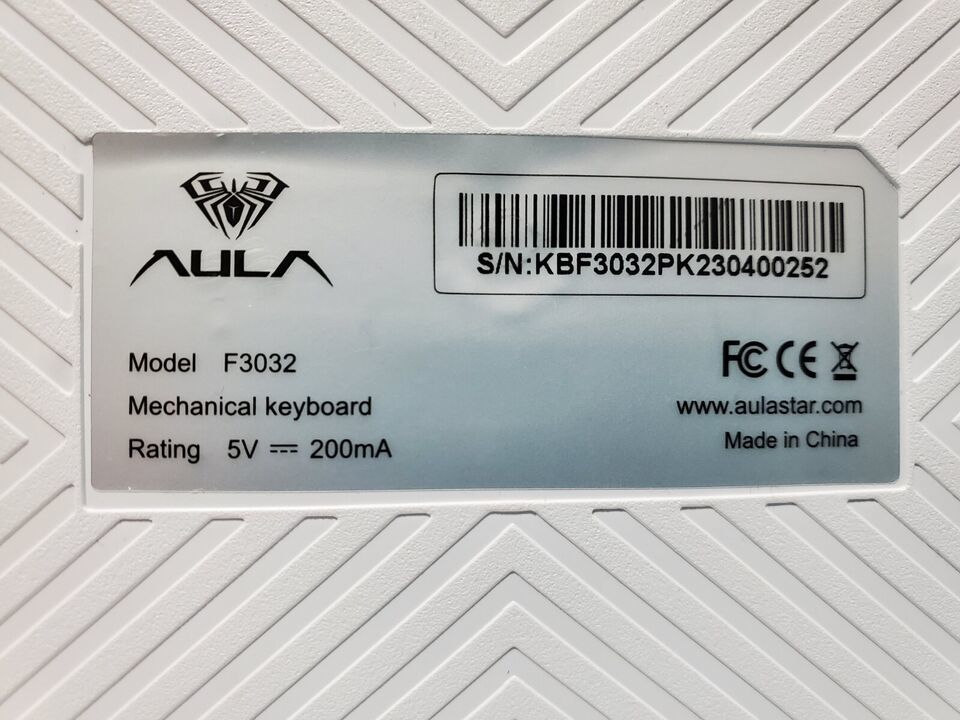 AULA
S/N:KBF3032PK230400252
Model F3032
Mechanical keyboard
Rating 5V ⎓ 200mA
FC CE
www.aulastar.com
Made in China